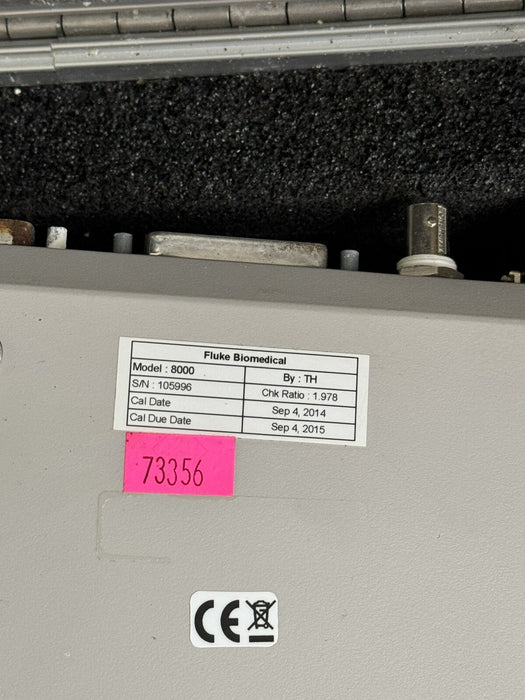 Fluke Biomedical
Model : 8000 By : TH
S/N : 105996 Chk Ratio : 1.978
Cal Date Sep 4, 2014
Cal Due Date Sep 4, 2015
73356
CE